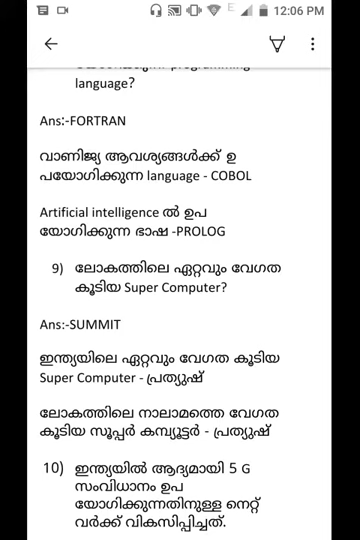 12:06 PM
programming
language?
Ans:-FORTRAN
വാണിജ്യ ആവശ്യങ്ങൾക്ക് ഉ
പയോഗിക്കുന്ന language - COBOL
Artificial intelligence ൽ ഉപ
യോഗിക്കുന്ന ഭാഷ -PROLOG
9) ലോകത്തിലെ ഏറ്റവും വേഗത
കൂടിയ Super Computer?
Ans:-SUMMIT
ഇന്ത്യയിലെ ഏറ്റവും വേഗത കൂടിയ
Super Computer - പ്രത്യുഷ്
ലോകത്തിലെ നാലാമത്തെ വേഗത
കൂടിയ സൂപ്പർ കമ്പ്യൂട്ടർ - പ്രത്യുഷ്
10) ഇന്ത്യയിൽ ആദ്യമായി 5 G
സംവിധാനം ഉപ
യോഗിക്കുന്നതിനുള്ള നെറ്റ്
വർക്ക് വികസിപ്പിച്ചത്.